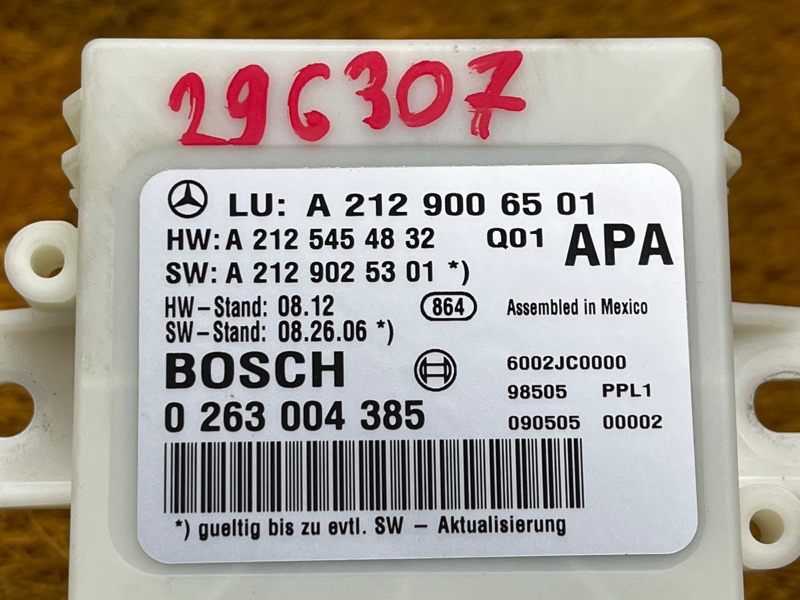 296307
LU: A 212 900 65 01
HW: A 212 545 48 32 Q01 APA
SW: A 212 902 53 01 *)
HW-Stand: 08.12 864 Assembled in Mexico
SW-Stand: 08.26.06 *)
BOSCH 6002JC0000
98505 PPL1
0 263 004 385 090505 00002
*) gueltig bis zu evtl. SW - Aktualisierung